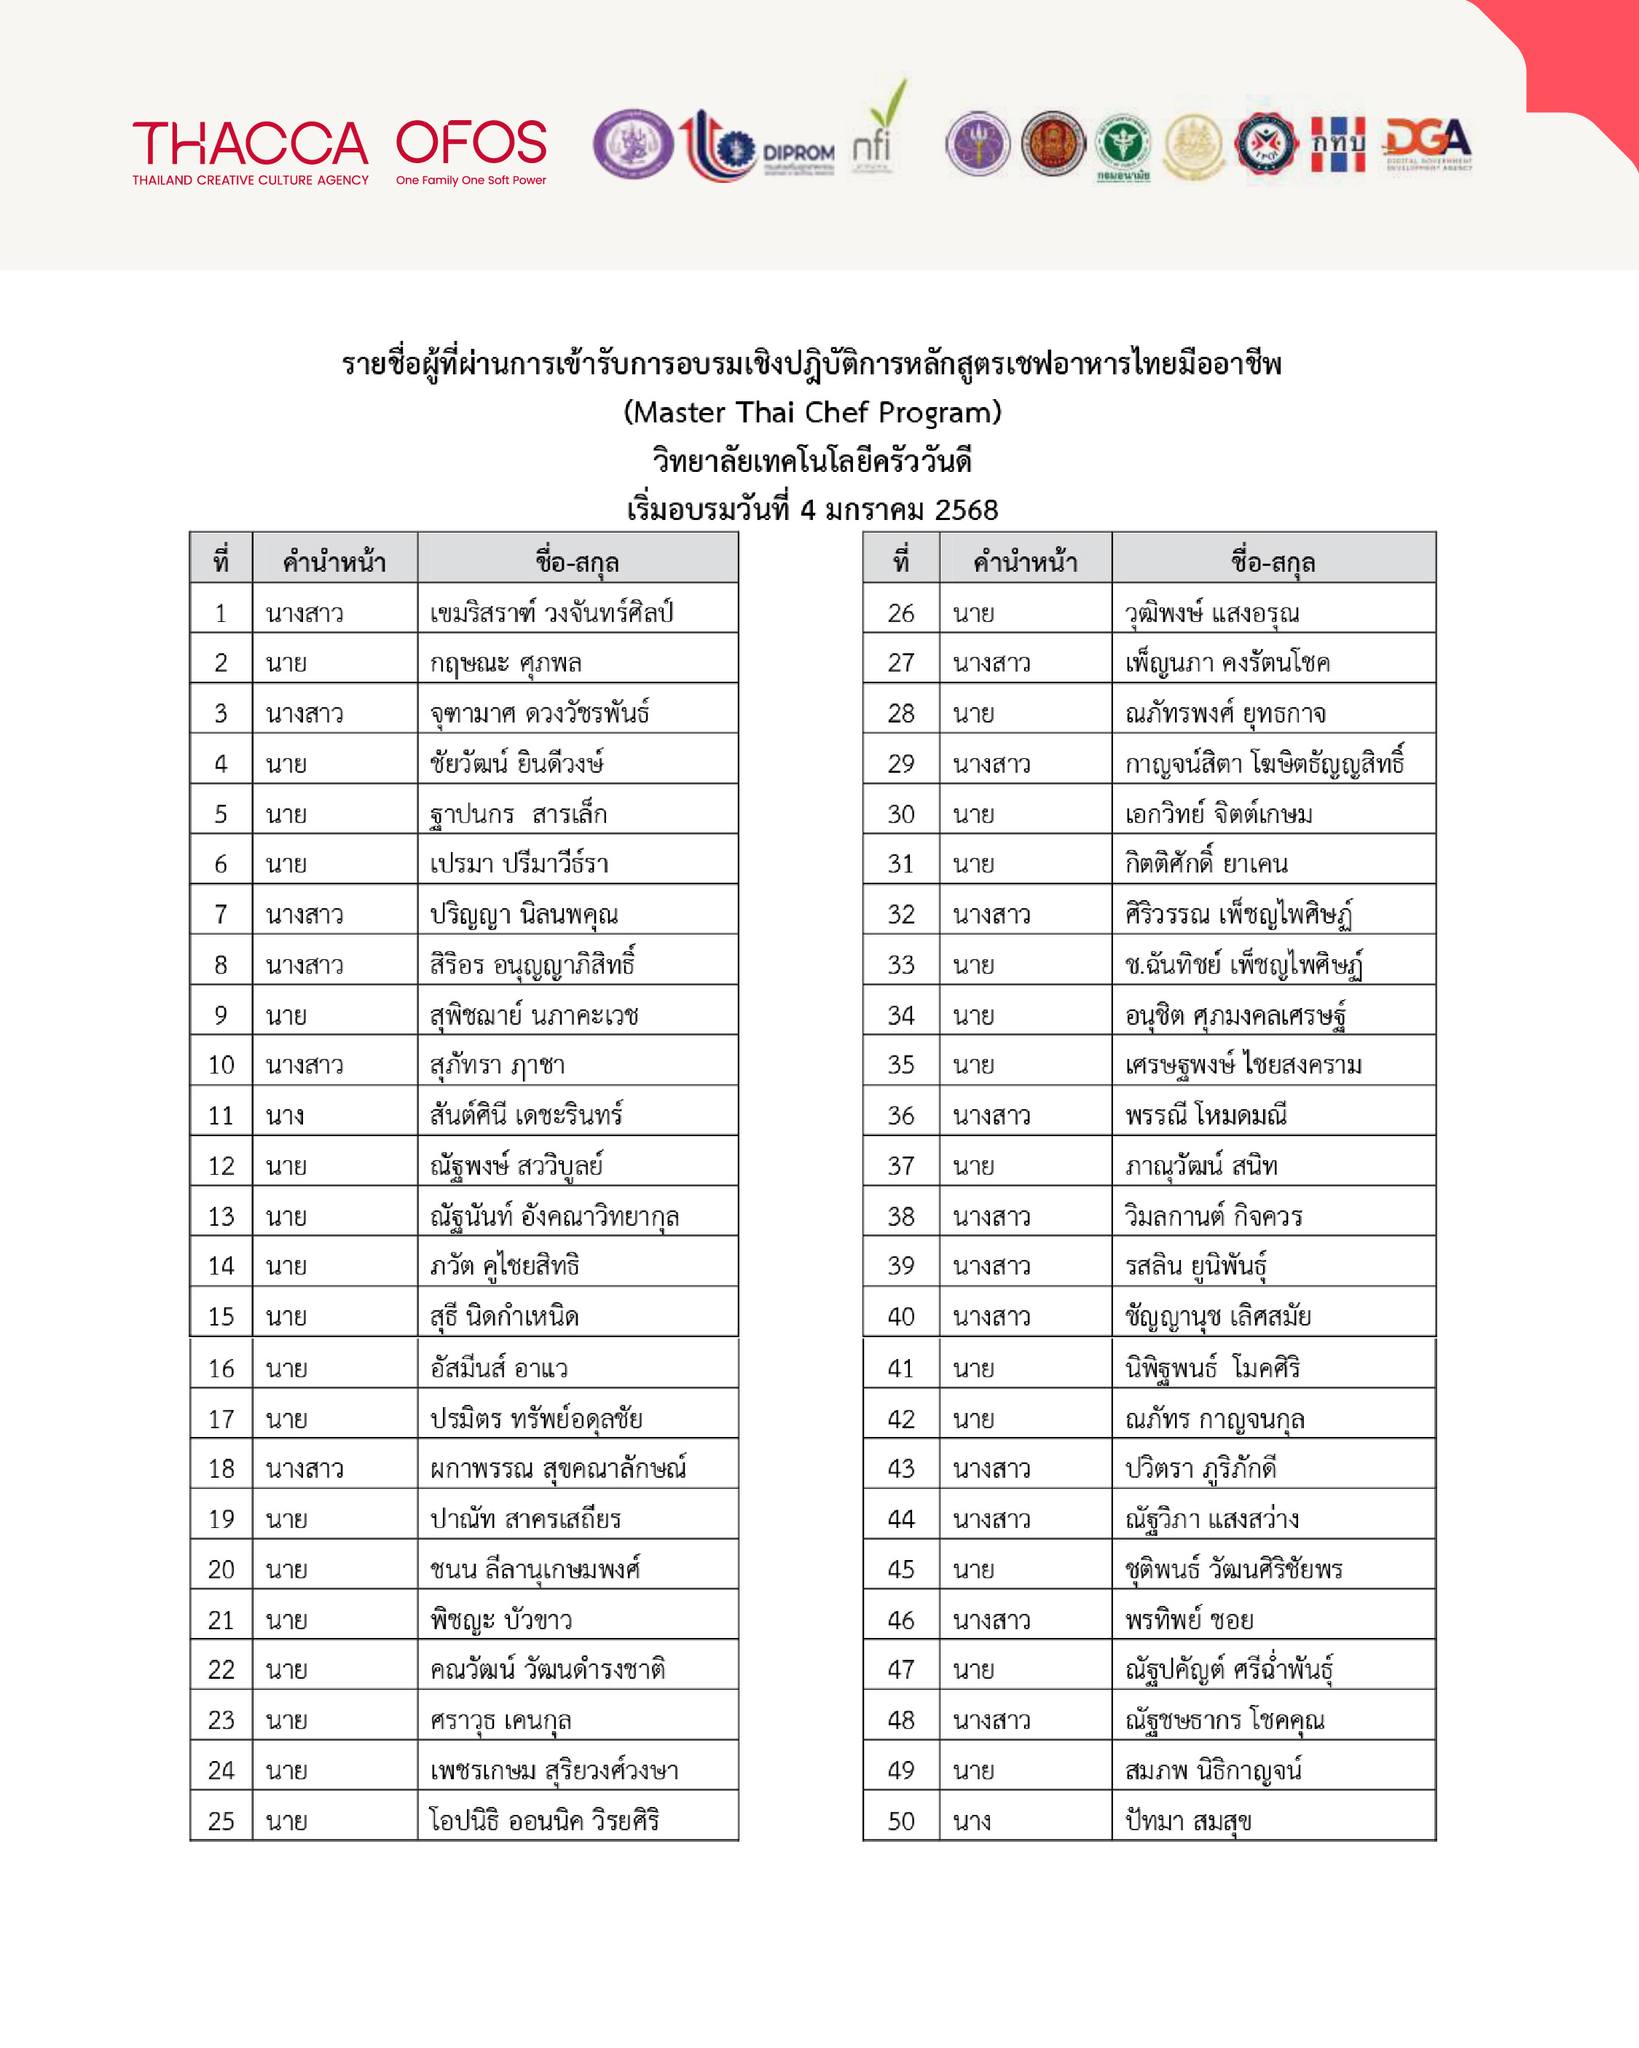 THACCA OFOS
THAILAND CREATIVE CULTURE AGENCY One Family One Soft Power
DIPROM
nfi
กรมอนามัย
กทบ
DGA
DIGITAL GOVERNMENT
DEVELOPMENT AGENCY
รายชื่อผู้ที่ผ่านการเข้ารับการอบรมเชิงปฎิบัติการหลักสูตรเชฟอาหารไทยมืออาชีพ
(Master Thai Chef Program)
วิทยาลัยเทคโนโลยีครัววันดี
เริ่มอบรมวันที่ 4 มกราคม 2568
ที่ คำนำหน้า ชื่อ-สกุล
1 นางสาว เขมริสราฑ์ วงจันทร์ศิลป์
2 นาย กฤษณะ ศุภพล
3 นางสาว จุฑามาศ ดวงวัชรพันธ์
4 นาย ชัยวัฒน์ ยินดีวงษ์
5 นาย ฐาปนกร สารเล็ก
6 นาย เปรมา ปรีมาวีธ์รา
7 นางสาว ปริญญา นิลนพคุณ
8 นางสาว สิริอร อนุญญาภิสิทธิ์
9 นาย สุพิชฌาย์ นภาคะเวช
10 นางสาว สุภัทรา ฦาชา
11 นาง สันต์ศินี เดชะรินทร์
12 นาย ณัฐพงษ์ สววิบูลย์
13 นาย ณัฐนันท์ อังคณาวิทยากุล
14 นาย ภวัต คูไชยสิทธิ
15 นาย สุธี นิดกำเหนิด
16 นาย อัสมีนส์ อาแว
17 นาย ปรมิตร ทรัพย์อดุลชัย
18 นางสาว ผกาพรรณ สุขคณาลักษณ์
19 นาย ปาณัท สาครเสถียร
20 นาย ชนน ลีลานุเกษมพงศ์
21 นาย พิชญะ บัวขาว
22 นาย คณวัฒน์ วัฒนดำรงชาติ
23 นาย ศราวุธ เคนกุล
24 นาย เพชรเกษม สุริยวงศ์วงษา
25 นาย โอปนิธิ ออนนิค วิรยศิริ
ที่ คำนำหน้า ชื่อ-สกุล
26 นาย วุฒิพงษ์ แสงอรุณ
27 นางสาว เพ็ญนภา คงรัตนโชค
28 นาย ณภัทรพงศ์ ยุทธกาจ
29 นางสาว กาญจน์สิตา โฆษิตธัญญสิทธิ์
30 นาย เอกวิทย์ จิตต์เกษม
31 นาย กิตติศักดิ์ ยาเคน
32 นางสาว ศิริวรรณ เพ็ชญไพศิษฏ์
33 นาย ช.ฉันทิชย์ เพ็ชญไพศิษฏ์
34 นาย อนุชิต ศุภมงคลเศรษฐ์
35 นาย เศรษฐพงษ์ ไชยสงคราม
36 นางสาว พรรณี โหมดมณี
37 นาย ภาณุวัฒน์ สนิท
38 นางสาว วิมลกานต์ กิจควร
39 นางสาว รสลิน ยูนิพันธุ์
40 นางสาว ชัญญานุช เลิศสมัย
41 นาย นิพิฐพนธ์ โมคศิริ
42 นาย ณภัทร กาญจนกุล
43 นางสาว ปวิตรา ภูริภักดี
44 นางสาว ณัฐวิภา แสงสว่าง
45 นาย ชุติพนธ์ วัฒนศิริชัยพร
46 นางสาว พรทิพย์ ชอย
47 นาย ณัฐปคัญต์ ศรีฉ่ำพันธุ์
48 นางสาว ณัฐชษธากร โชคคุณ
49 นาย สมภพ นิธิกาญจน์
50 นาง ปัทมา สมสุข